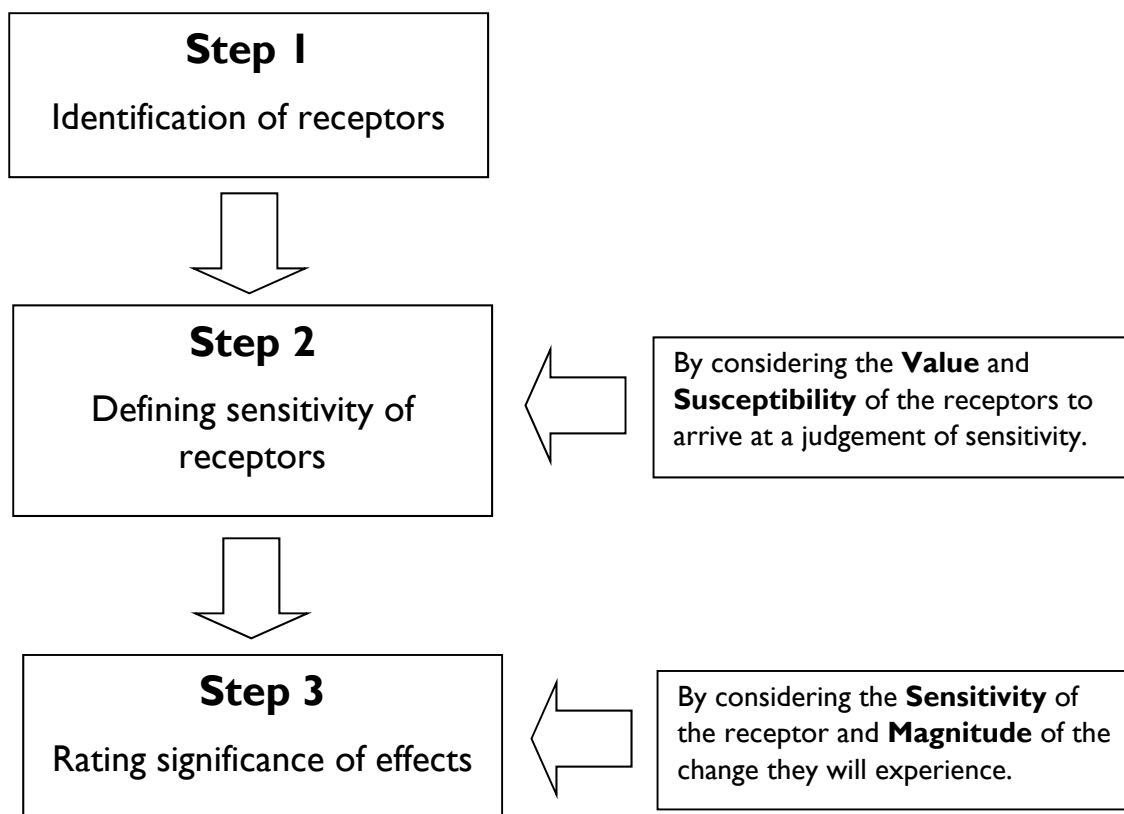 Step 1
Identification of receptors
Step 2
Defining sensitivity of
receptors
By considering the Value and
Susceptibility of the receptors to
arrive at a judgement of sensitivity.
Step 3
Rating significance of effects
By considering the Sensitivity of
the receptor and Magnitude of the
change they will experience.